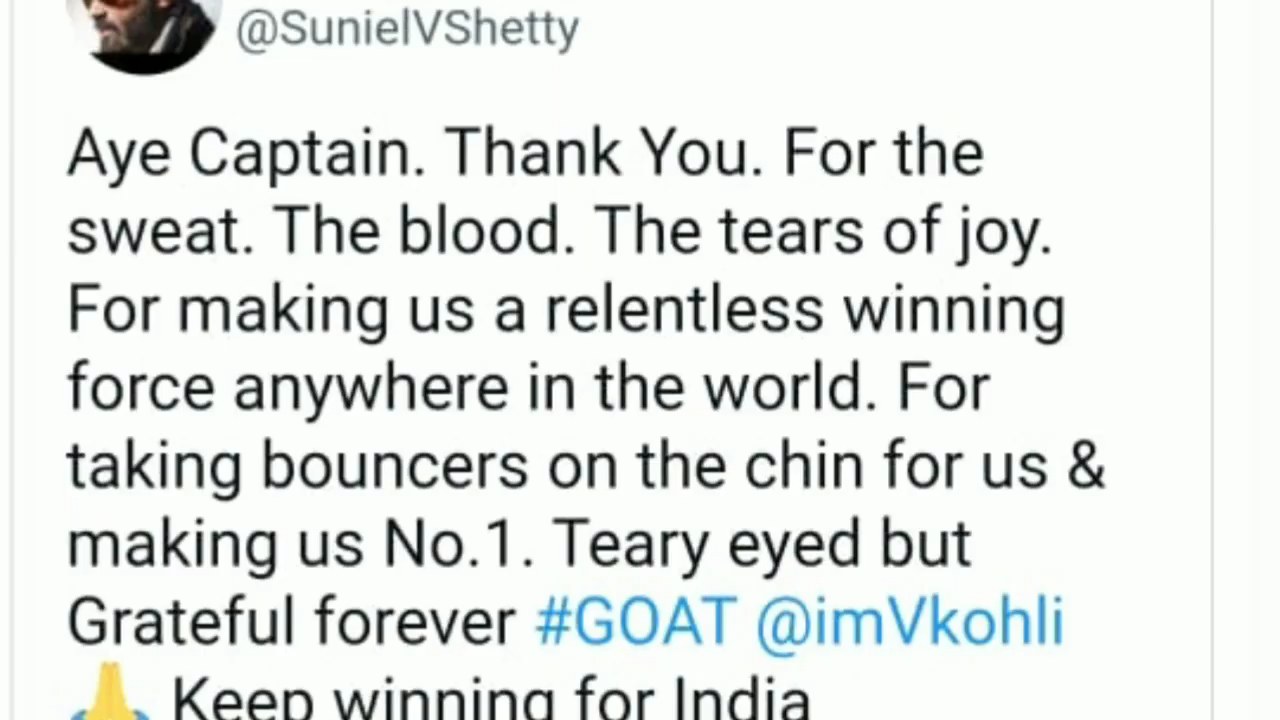 @SunielVShetty
Aye Captain. Thank You. For the
sweat. The blood. The tears of joy.
For making us a relentless winning
force anywhere in the world. For
taking bouncers on the chin for us &
making us No.1. Teary eyed but
Grateful forever #GOAT @imVkohli
🙏 Keep winning for India